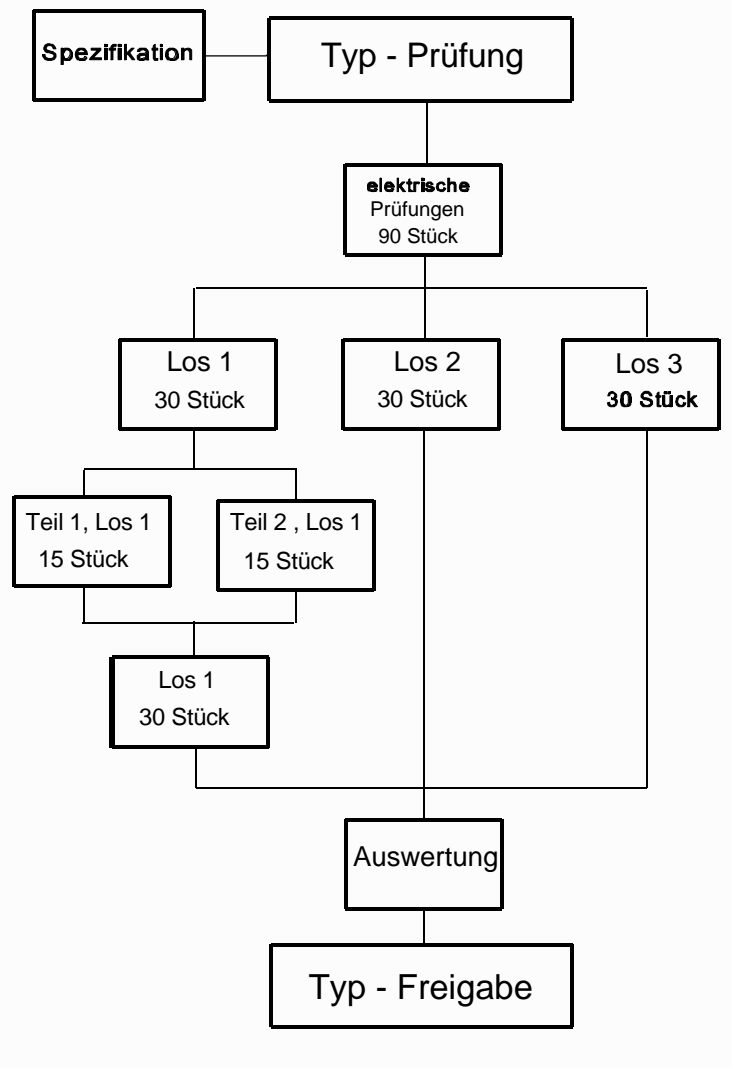 Spezifikation
Typ - Prüfung
elektrische
Prüfungen
90 Stück
Los 1
30 Stück
Los 2
30 Stück
Los 3
30 Stück
Teil 1, Los 1
15 Stück
Teil 2 , Los 1
15 Stück
Los 1
30 Stück
Auswertung
Typ - Freigabe